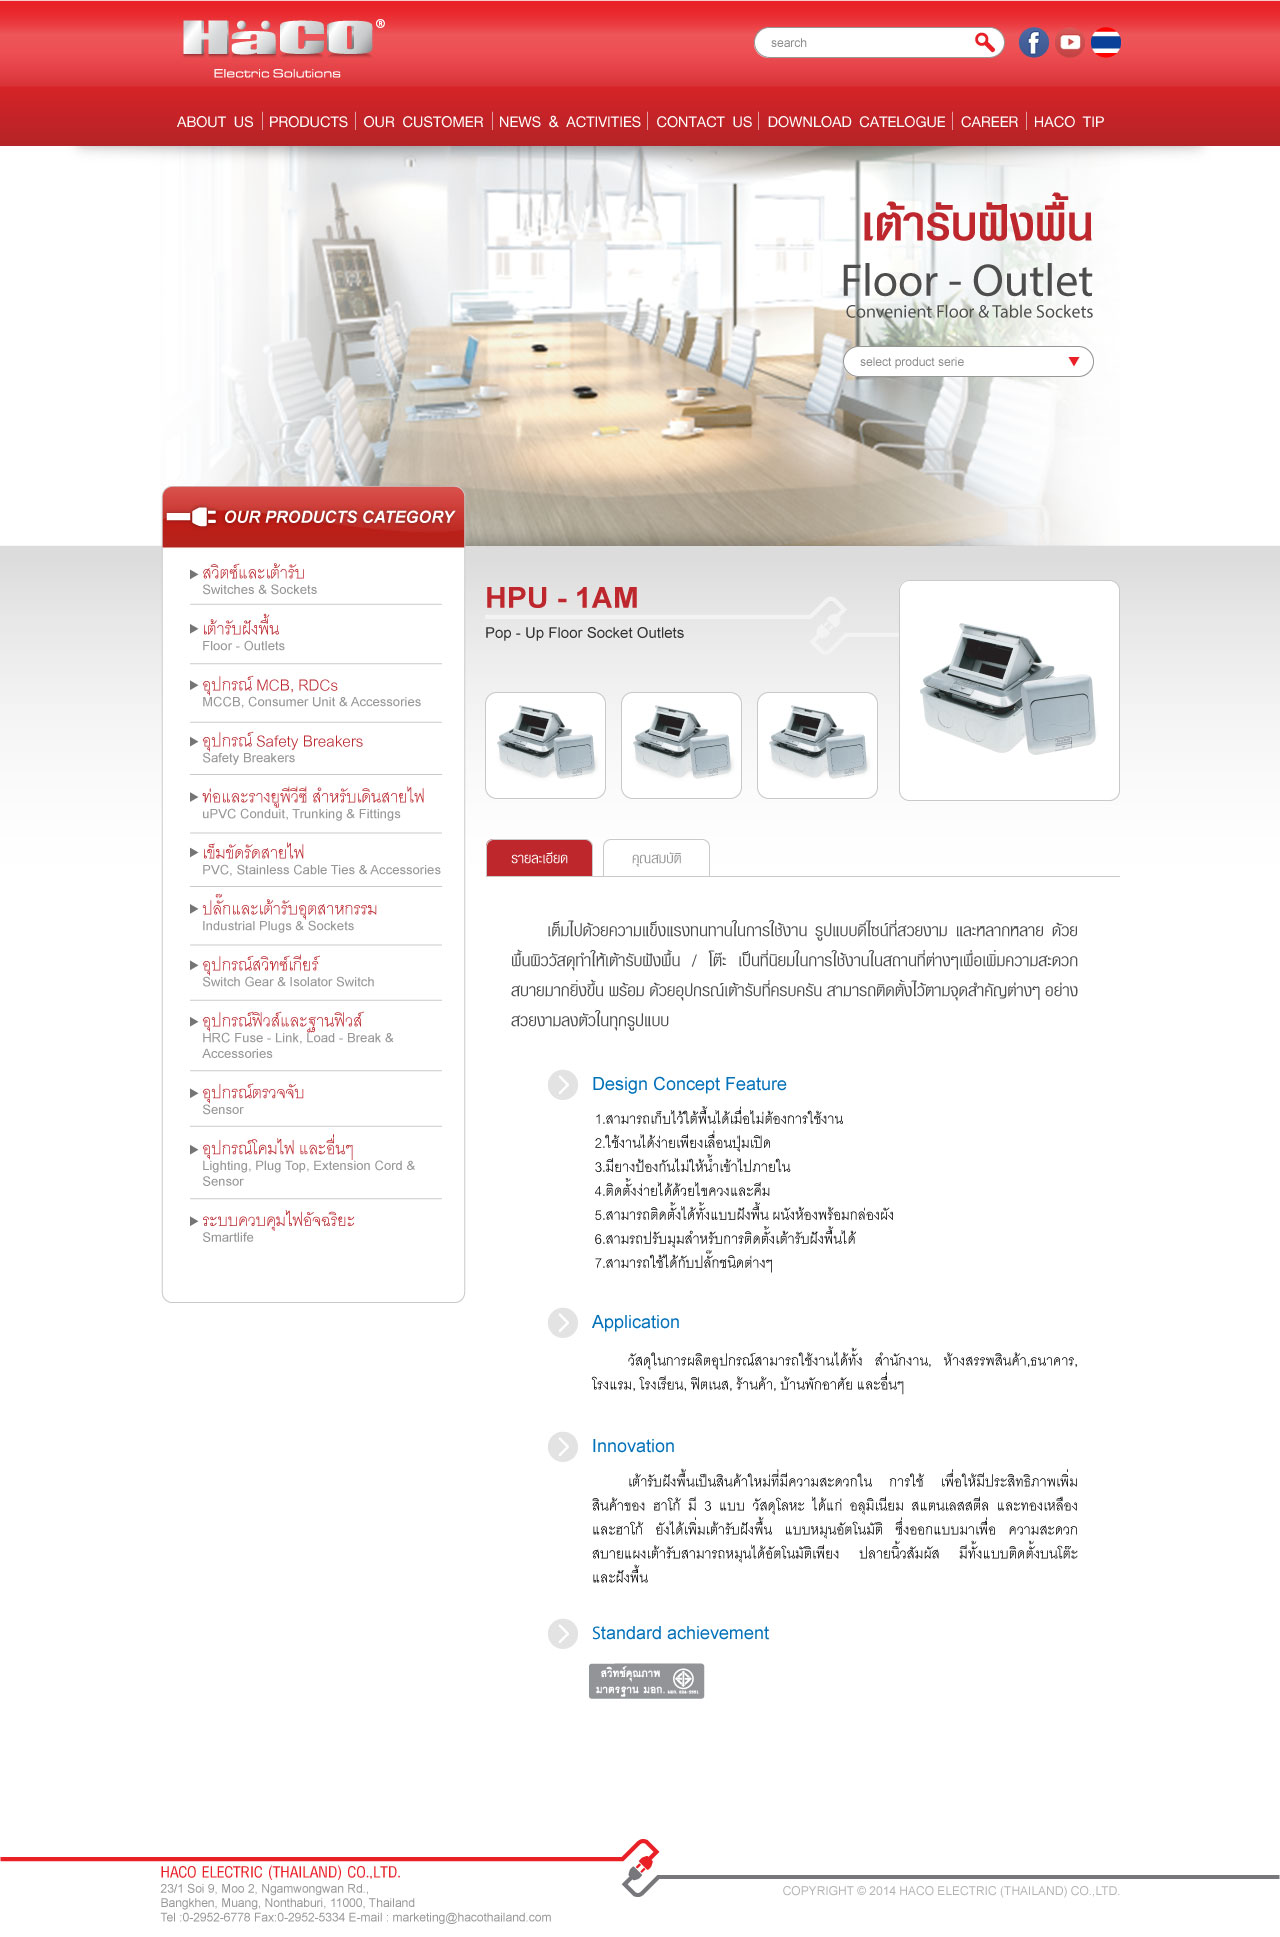 HäCO®
Electric Solutions
search
ABOUT US
PRODUCTS
OUR CUSTOMER
NEWS & ACTIVITIES
CONTACT US
DOWNLOAD CATELOGUE
CAREER
HACO TIP
เต้ารับฝังพื้น
Floor - Outlet
Convenient Floor & Table Sockets
select product serie
OUR PRODUCTS CATEGORY
สวิตซ์และเต้ารับ
Switches & Sockets
เต้ารับฝังพื้น
Floor - Outlets
อุปกรณ์ MCB, RDCs
MCCB, Consumer Unit & Accessories
อุปกรณ์ Safety Breakers
Safety Breakers
ท่อและรางยูพีวีซี สำหรับเดินสายไฟ
uPVC Conduit, Trunking & Fittings
เข็มขัดรัดสายไฟ
PVC, Stainless Cable Ties & Accessories
ปลั๊กและเต้ารับอุตสาหกรรม
Industrial Plugs & Sockets
อุปกรณ์สวิทซ์เกียร์
Switch Gear & Isolator Switch
อุปกรณ์ฟิวส์และฐานฟิวส์
HRC Fuse - Link, Load - Break &
Accessories
อุปกรณ์ตรวจจับ
Sensor
อุปกรณ์โคมไฟ และอื่นๆ
Lighting, Plug Top, Extension Cord &
Sensor
ระบบควบคุมไฟอัจฉริยะ
Smartlife
HPU - 1AM
Pop - Up Floor Socket Outlets
รายละเอียด
คุณสมบัติ
เต็มไปด้วยความแข็งแรงทนทานในการใช้งาน รูปแบบดีไซน์ที่สวยงาม และหลากหลาย ด้วย
พื้นผิววัสดุทำให้เต้ารับฟังพื้น / โต๊ะ เป็นที่นิยมในการใช้งานในสถานที่ต่างๆเพื่อเพิ่มความสะดวก
สบายมากยิ่งขึ้น พร้อม ด้วยอุปกรณ์เต้ารับที่ครบครัน สามารถติดตั้งไว้ตามจุดสำคัญต่างๆ อย่าง
สวยงามลงตัวในทุกรูปแบบ
Design Concept Feature
1.สามารถเก็บไว้ใต้พื้นได้เมื่อไม่ต้องการใช้งาน
2.ใช้งานได้ง่ายเพียงเลื่อนปุ่มเปิด
3.มียางป้องกันไม่ให้น้ำเข้าไปภายใน
4.ติดตั้งง่ายได้ด้วยไขควงและคีม
5.สามารถติดตั้งได้ทั้งแบบฝังพื้น ผนังห้องพร้อมกล่องผัง
6.สามรถปรับมุมสำหรับการติดตั้งเต้ารับฝังพื้นได้
7.สามารถใช้ได้กับปลั๊กชนิดต่างๆ
Application
วัสดุในการผลิตอุปกรณ์สามารถใช้งานได้ทั้ง สำนักงาน, ห้างสรรพสินค้า,ธนาคาร,
โรงแรม, โรงเรียน, ฟิตเนส, ร้านค้า, บ้านพักอาศัย และอื่นๆ
Innovation
เต้ารับฝังพื้นเป็นสินค้าใหม่ที่มีความสะดวกใน การใช้ เพื่อให้มีประสิทธิภาพเพิ่ม
สินค้าของ ฮาโก้ มี 3 แบบ วัสดุโลหะ ได้แก่ อลุมิเนียม สแตนเลสสตีล และทองเหลือง
และฮาโก้ ยังได้เพิ่มเต้ารับฝังพื้น แบบหมุนอัตโนมัติ ซึ่งออกแบบมาเพื่อ ความสะดวก
สบายแผงเต้ารับสามารถหมุนได้อัตโนมัติเพียง ปลายนิ้วสัมผัส มีทั้งแบบติดตั้งบนโต๊ะ
และฝังพื้น
Standard achievement
สวิทช์คุณภาพ
มาตรฐาน มอก.
HACO ELECTRIC (THAILAND) CO.,LTD.
23/1 Soi 9, Moo 2, Ngamwongwan Rd.,
Bangkhen, Muang, Nonthaburi, 11000, Thailand
Tel :0-2952-6778 Fax:0-2952-5334 E-mail : marketing@hacothailand.com
COPYRIGHT © 2014 HACO ELECTRIC (THAILAND) CO.,LTD.